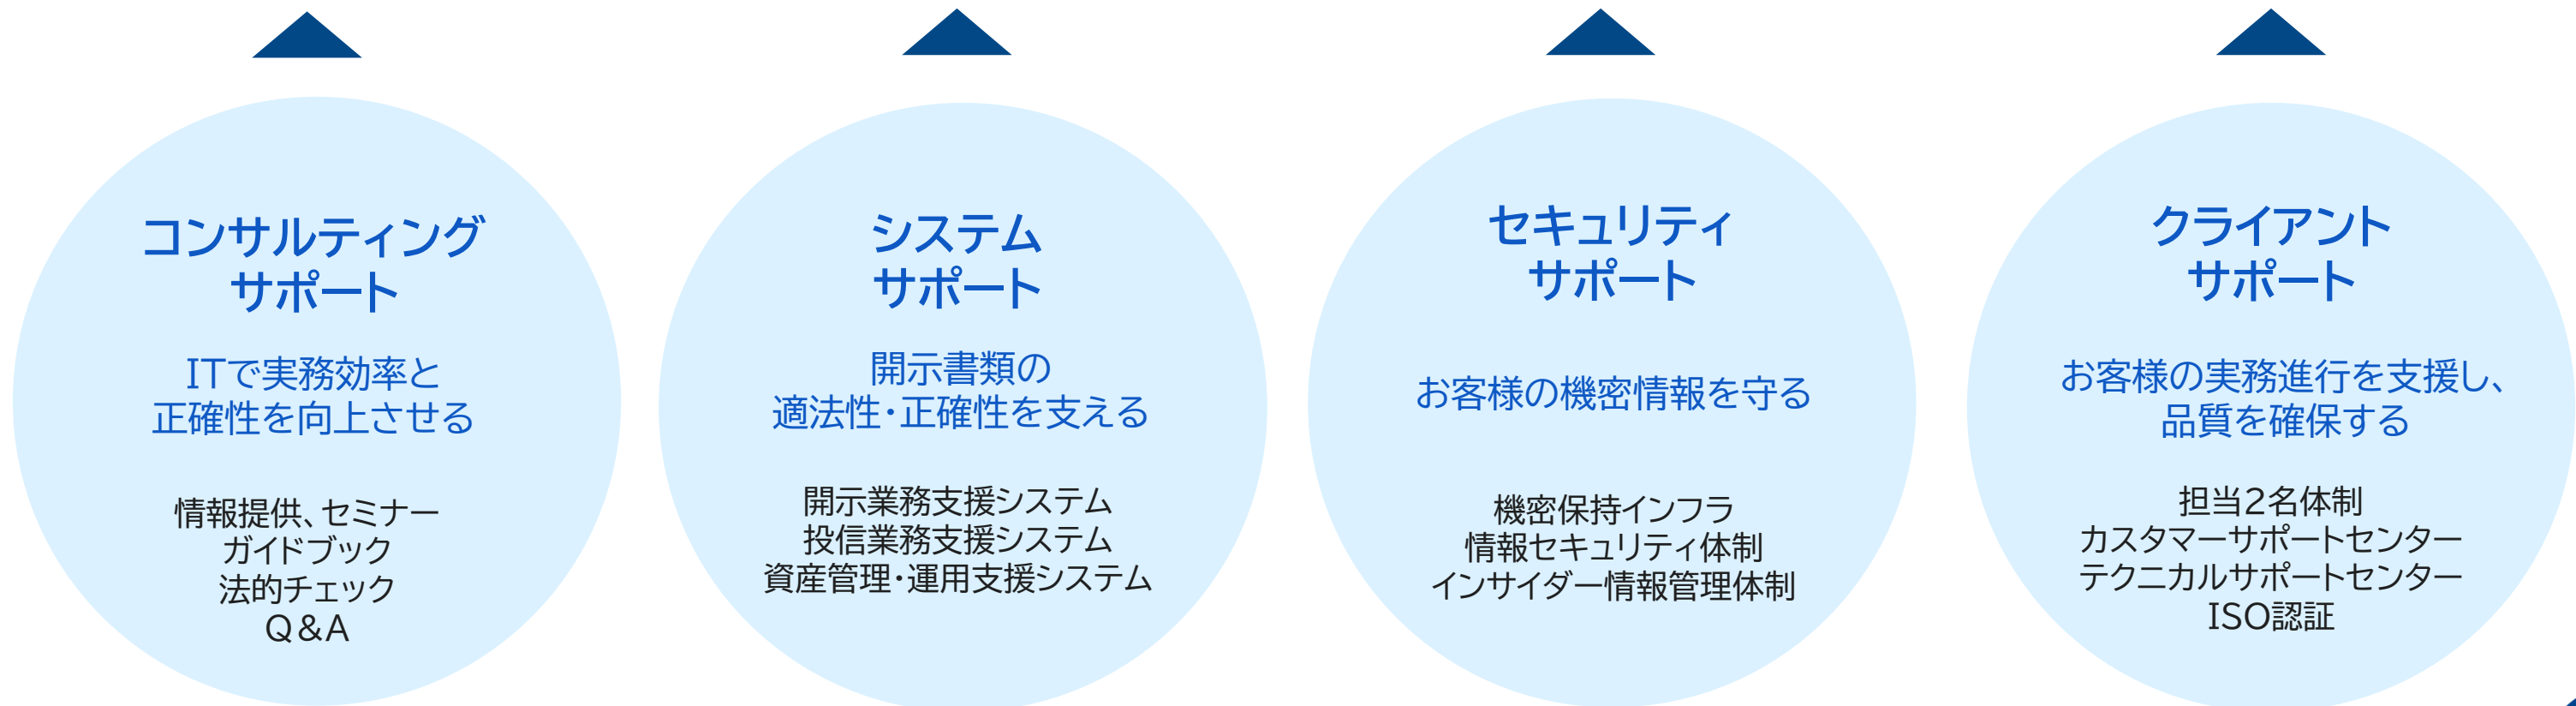 コンサルティング
サポート
ITで実務効率と
正確性を向上させる
情報提供、セミナー
ガイドブック
法的チェック
Q&A
システム
サポート
開示書類の
適法性・正確性を支える
開示業務支援システム
投信業務支援システム
資産管理・運用支援システム
セキュリティ
サポート
お客様の機密情報を守る
機密保持インフラ
情報セキュリティ体制
インサイダー情報管理体制
クライアント
サポート
お客様の実務進行を支援し、
品質を確保する
担当2名体制
カスタマーサポートセンター
テクニカルサポートセンター
ISO認証